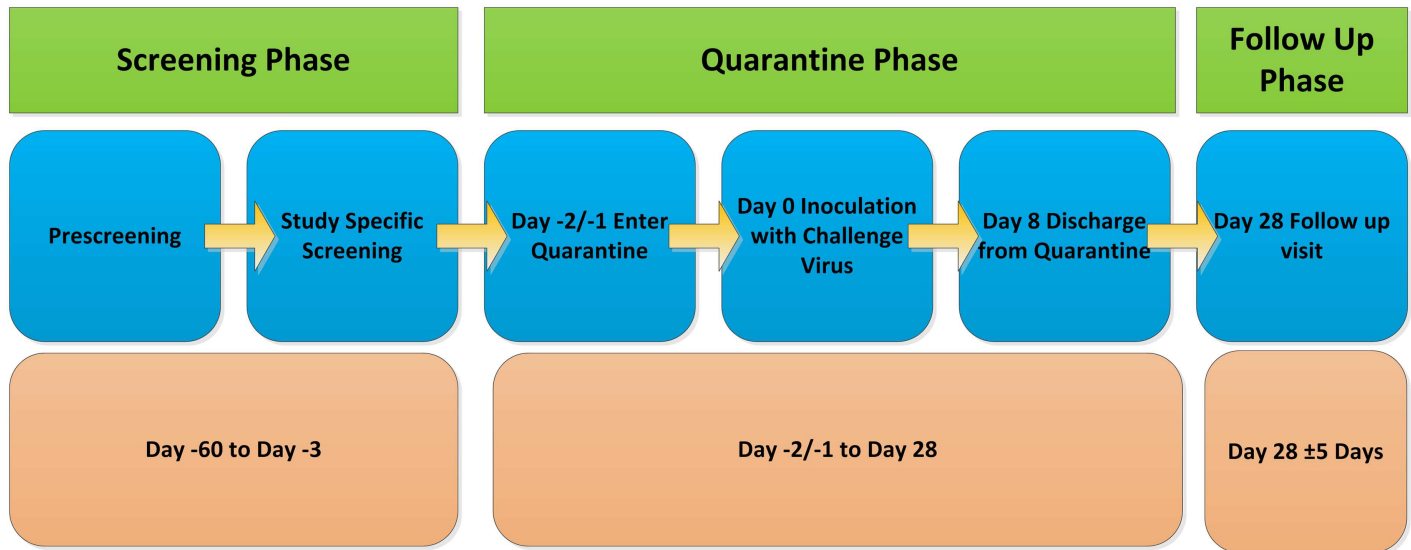 Screening Phase
Quarantine Phase
Follow Up
Phase
Prescreening
Study Specific
Screening
Day -2/-1 Enter
Quarantine
Day 0 Inoculation
with Challenge
Virus
Day 8 Discharge
from Quarantine
Day 28 Follow up
visit
Day -60 to Day -3
Day -2/-1 to Day 28
Day 28 ±5 Days